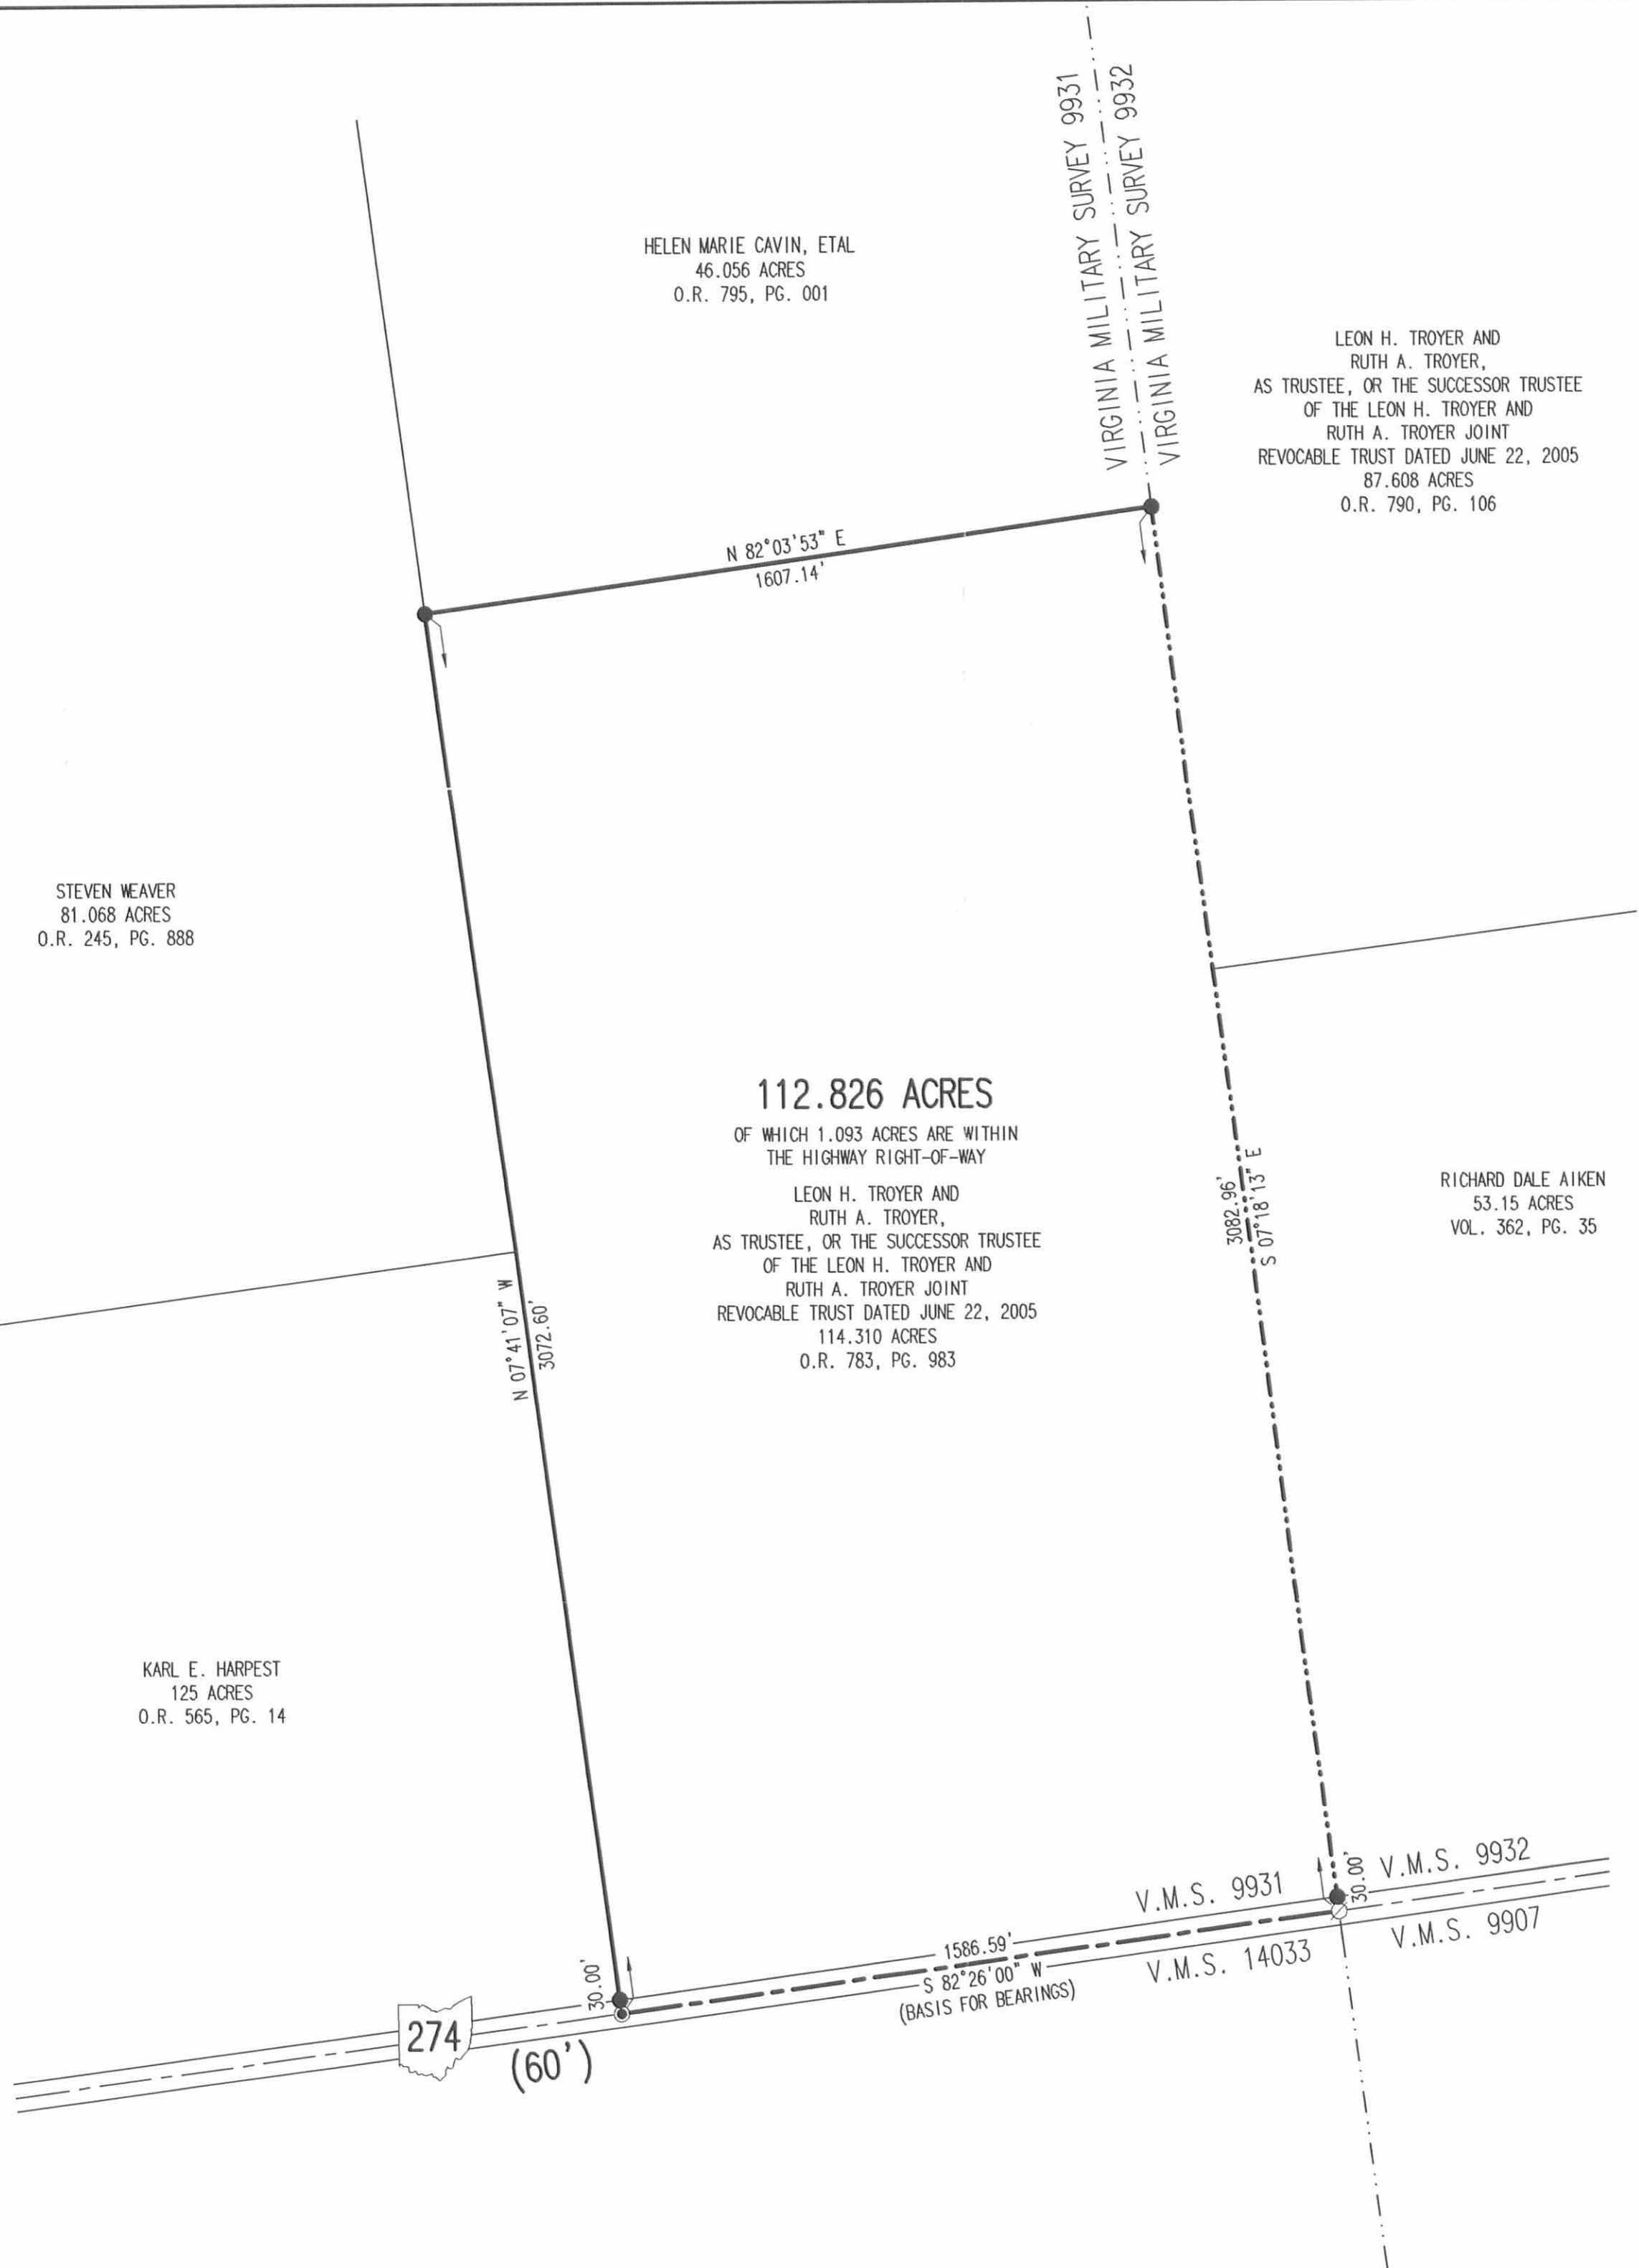 VIRGINIA MILITARY SURVEY 9931
VIRGINIA MILITARY SURVEY 9932
HELEN MARIE CAVIN, ETAL
46.056 ACRES
O.R. 795, PG. 001
LEON H. TROYER AND
RUTH A. TROYER,
AS TRUSTEE, OR THE SUCCESSOR TRUSTEE
OF THE LEON H. TROYER AND
RUTH A. TROYER JOINT
REVOCABLE TRUST DATED JUNE 22, 2005
87.608 ACRES
O.R. 790, PG. 106
N 82°03'53" E
1607.14'
STEVEN WEAVER
81.068 ACRES
O.R. 245, PG. 888
112.826 ACRES
OF WHICH 1.093 ACRES ARE WITHIN
THE HIGHWAY RIGHT-OF-WAY
LEON H. TROYER AND
RUTH A. TROYER,
AS TRUSTEE, OR THE SUCCESSOR TRUSTEE
OF THE LEON H. TROYER AND
RUTH A. TROYER JOINT
REVOCABLE TRUST DATED JUNE 22, 2005
114.310 ACRES
O.R. 783, PG. 983
3082.96'
S 07°18'13" E
RICHARD DALE AIKEN
53.15 ACRES
VOL. 362, PG. 35
N 07°41'07" W
3072.60'
KARL E. HARPEST
125 ACRES
O.R. 565, PG. 14
V.M.S. 9931
30.00'
V.M.S. 9932
1586.59'
S 82°26'00" W
(BASIS FOR BEARINGS)
V.M.S. 14033
V.M.S. 9907
30.00'
274
(60')